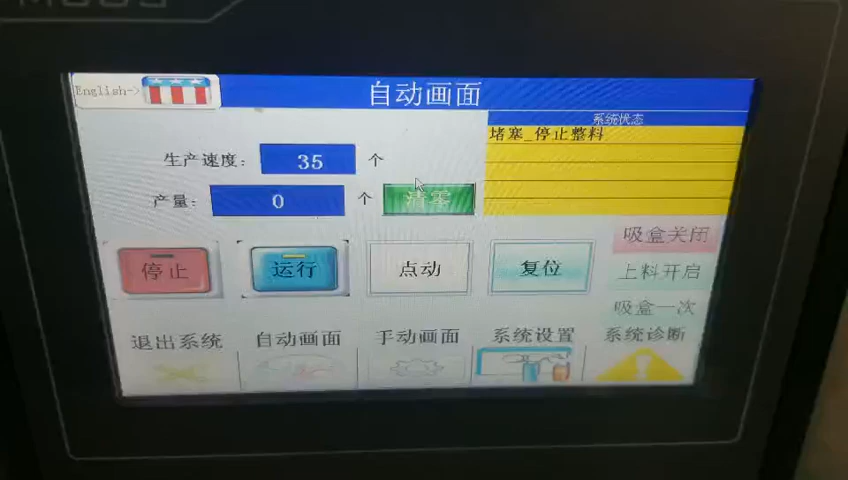 English->
自动画面
系统状态
堵塞_停止整料
生产速度: 35 个
产量: 0 个 清零
吸盒关闭
停止 运行 点动 复位 上料开启
吸盒一次
退出系统 自动画面 手动画面 系统设置 系统诊断